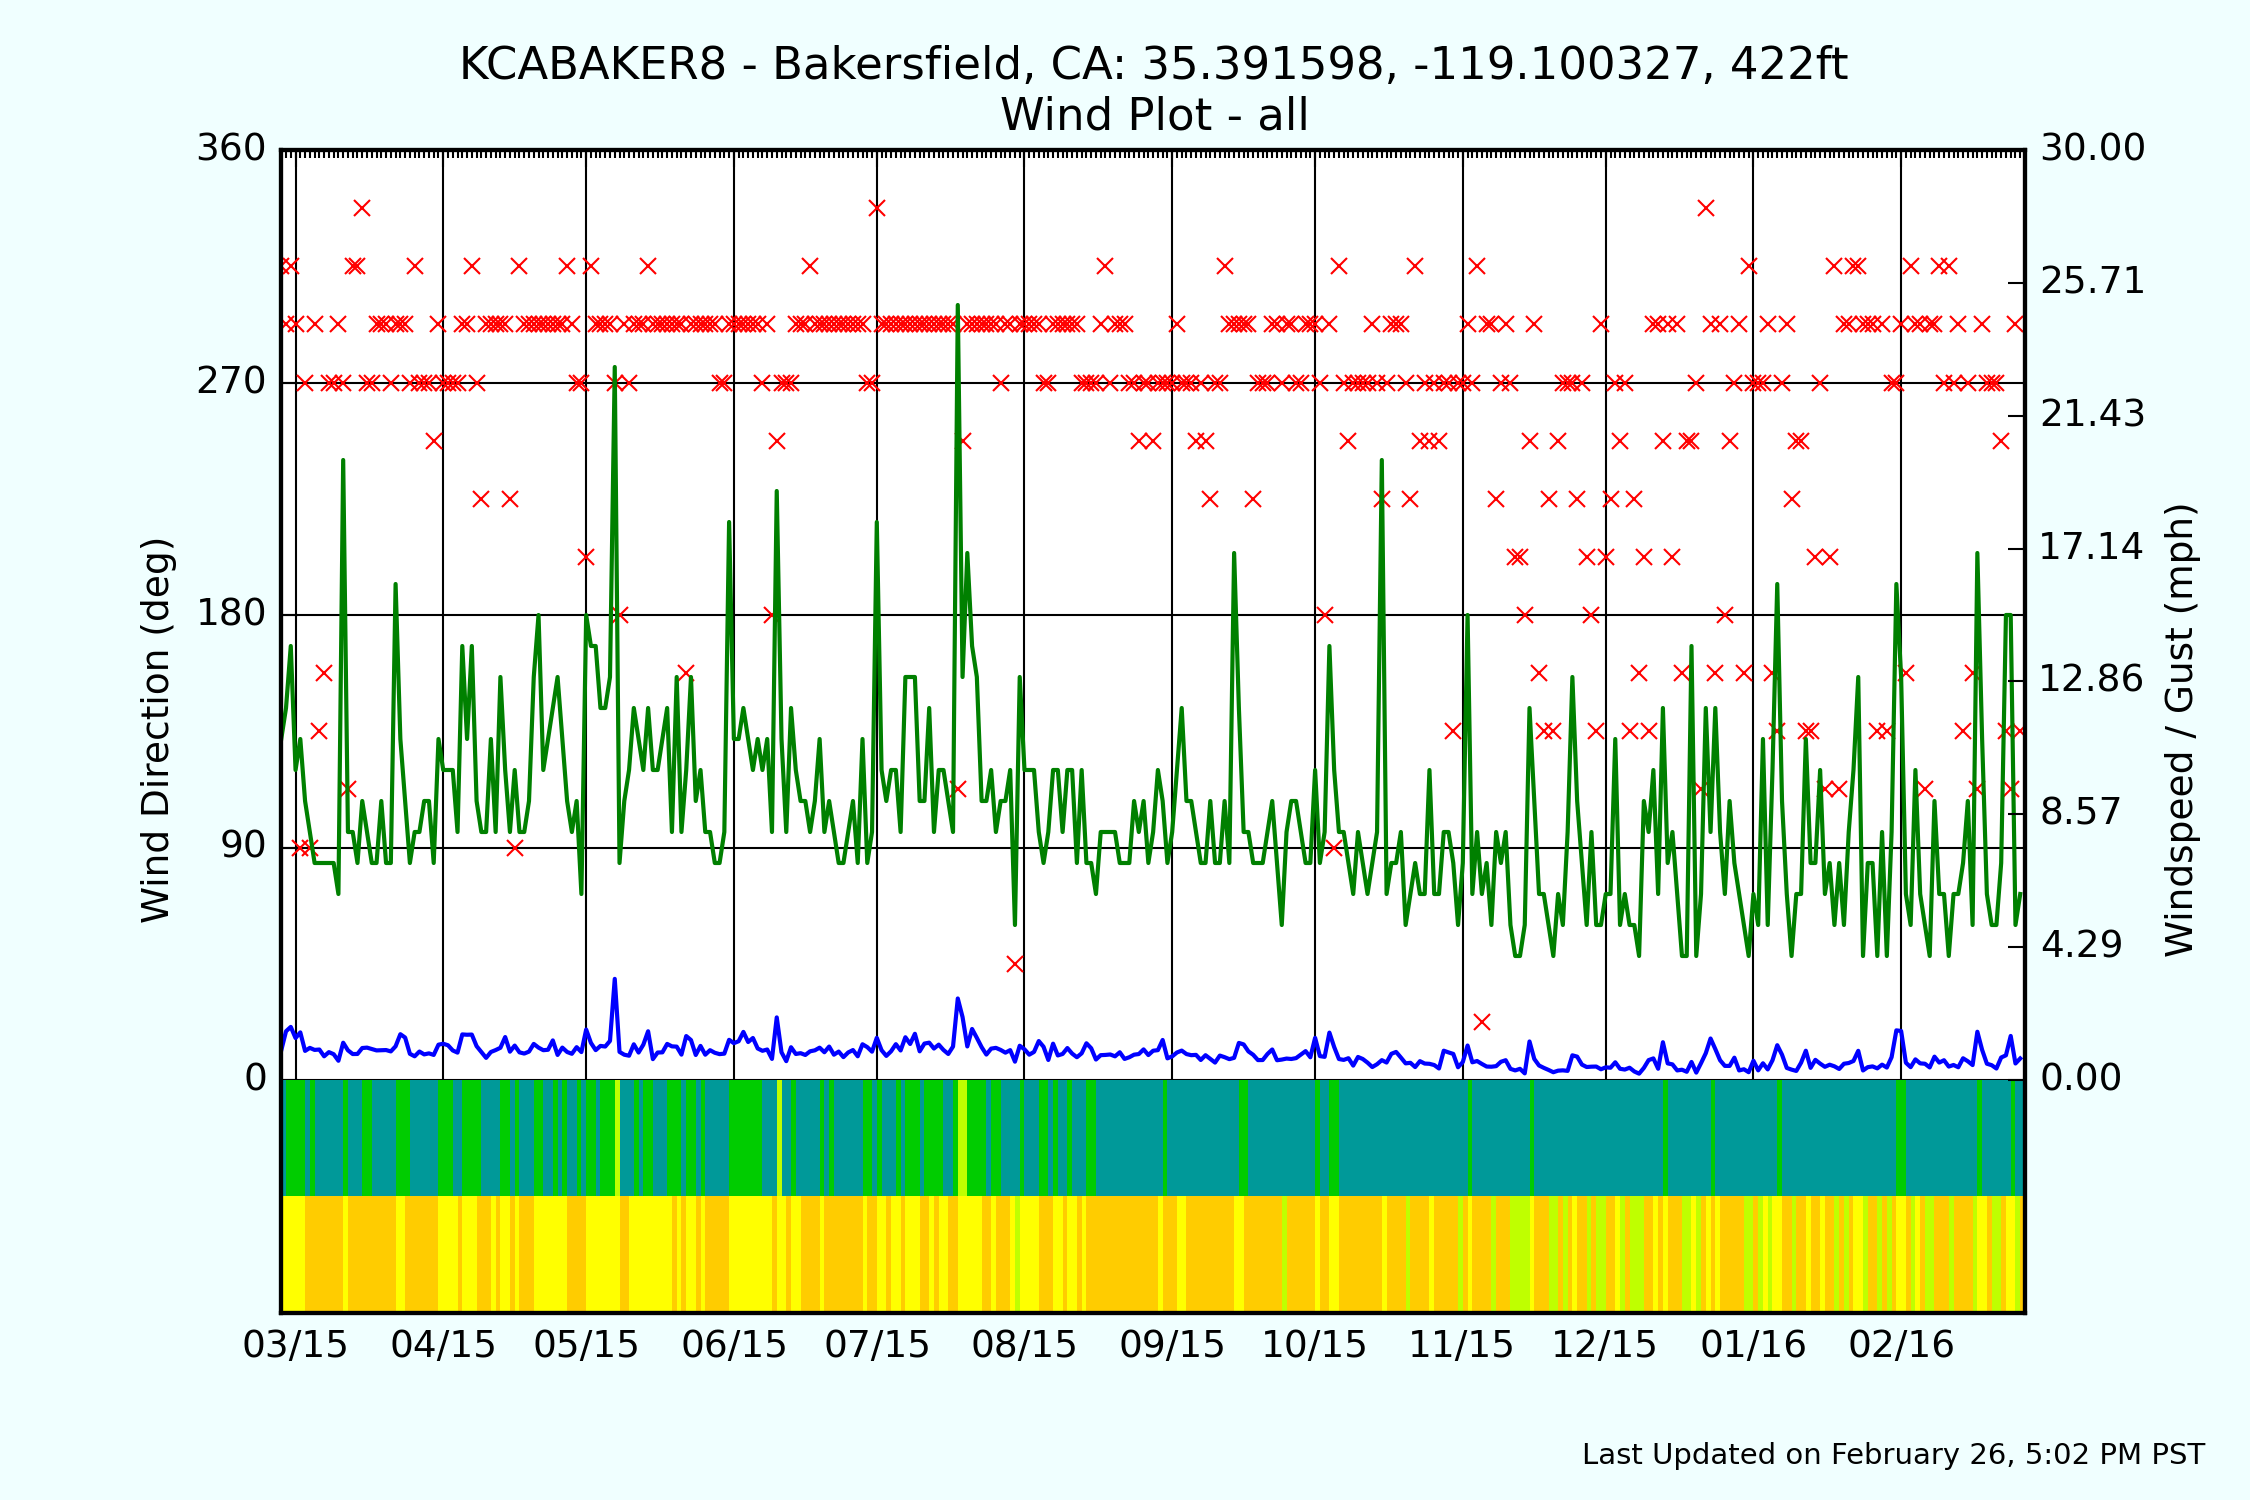 KCABAKER8 - Bakersfield, CA: 35.391598, -119.100327, 422ft
Wind Plot - all
360
270
180
90
0
Wind Direction (deg)
30.00
25.71
21.43
17.14
12.86
8.57
4.29
0.00
Windspeed / Gust (mph)
03/15 04/15 05/15 06/15 07/15 08/15 09/15 10/15 11/15 12/15 01/16 02/16
Last Updated on February 26, 5:02 PM PST